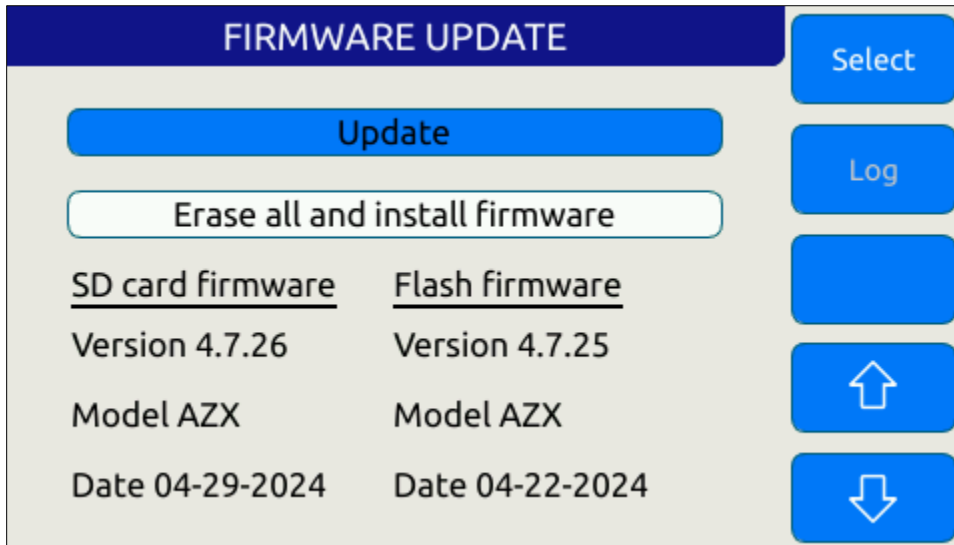 FIRMWARE UPDATE
Select
Update
Log
Erase all and install firmware
SD card firmware Flash firmware
Version 4.7.26 Version 4.7.25
Model AZX Model AZX
Date 04-29-2024 Date 04-22-2024